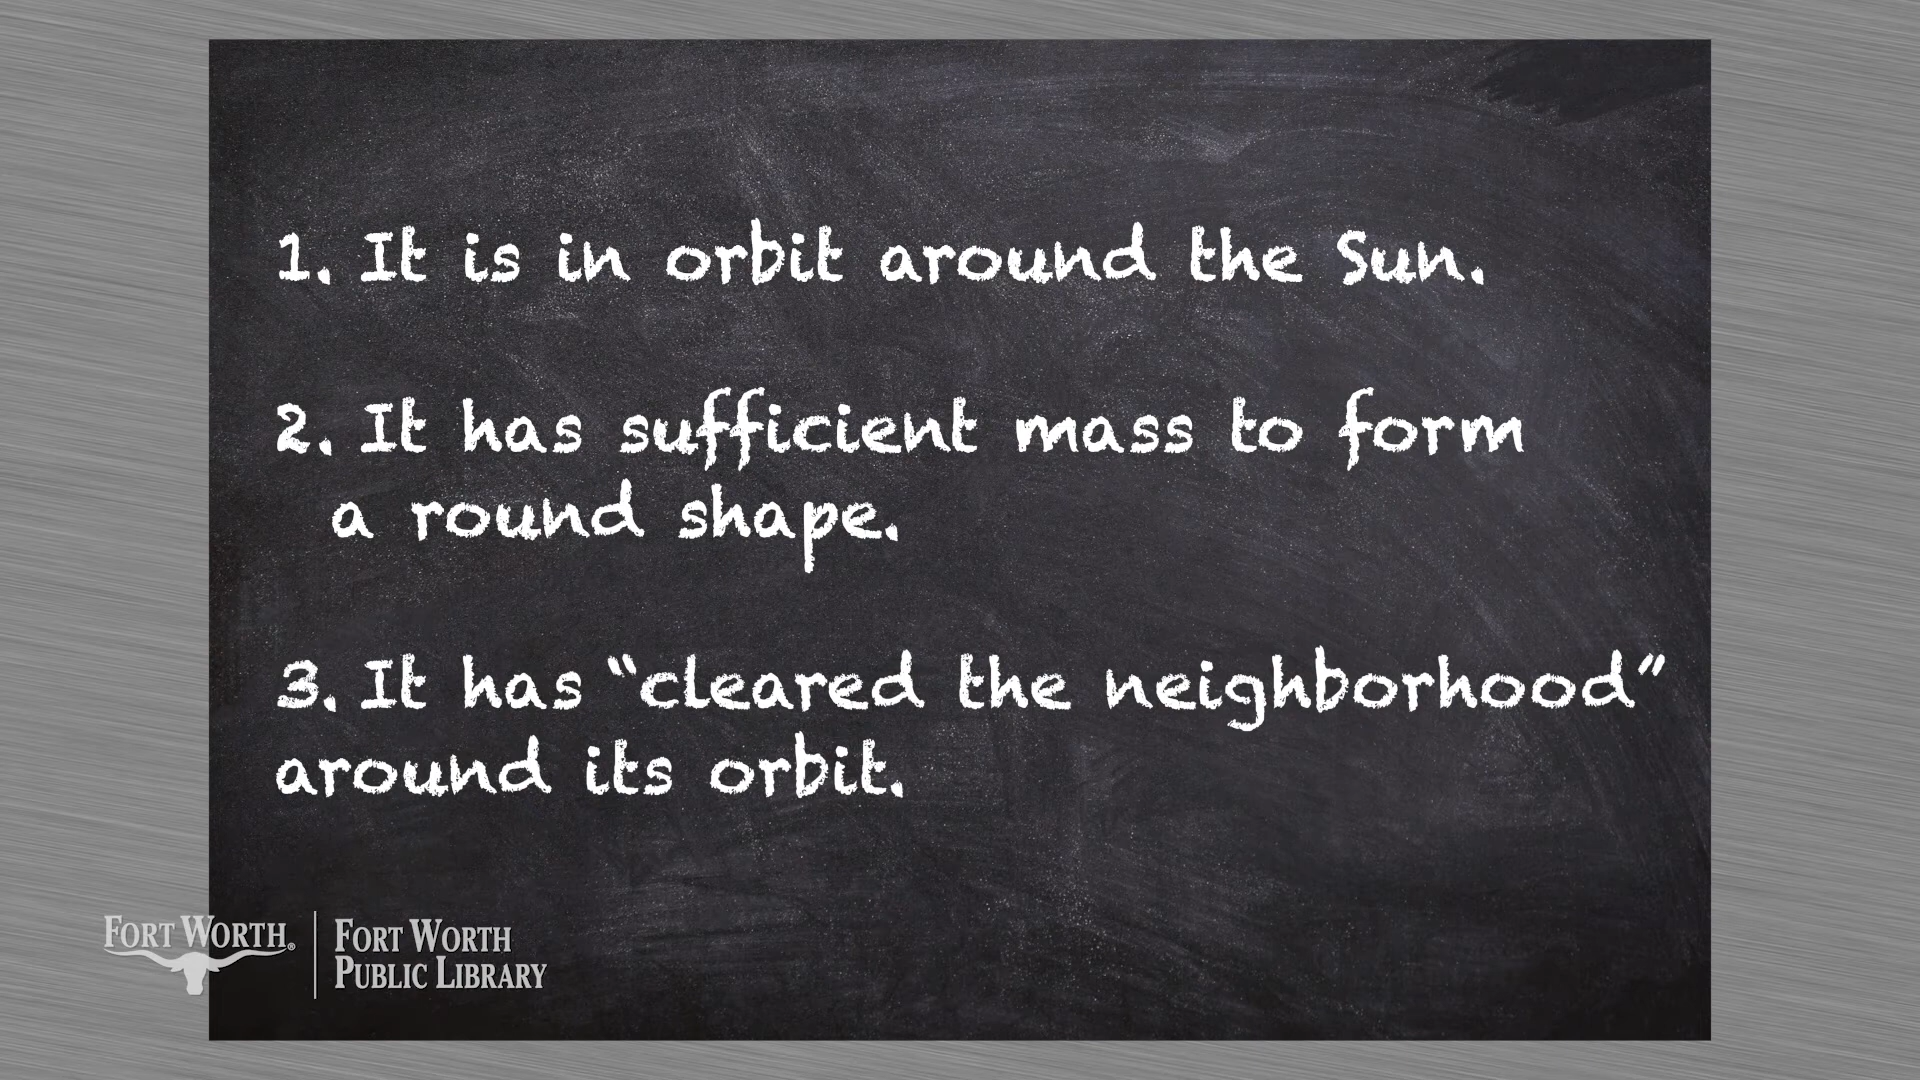 1. It is in orbit around the Sun.
2. It has sufficient mass to form
a round shape.
3. It has “cleared the neighborhood”
around its orbit.
FORT WORTH®
FORT WORTH
PUBLIC LIBRARY